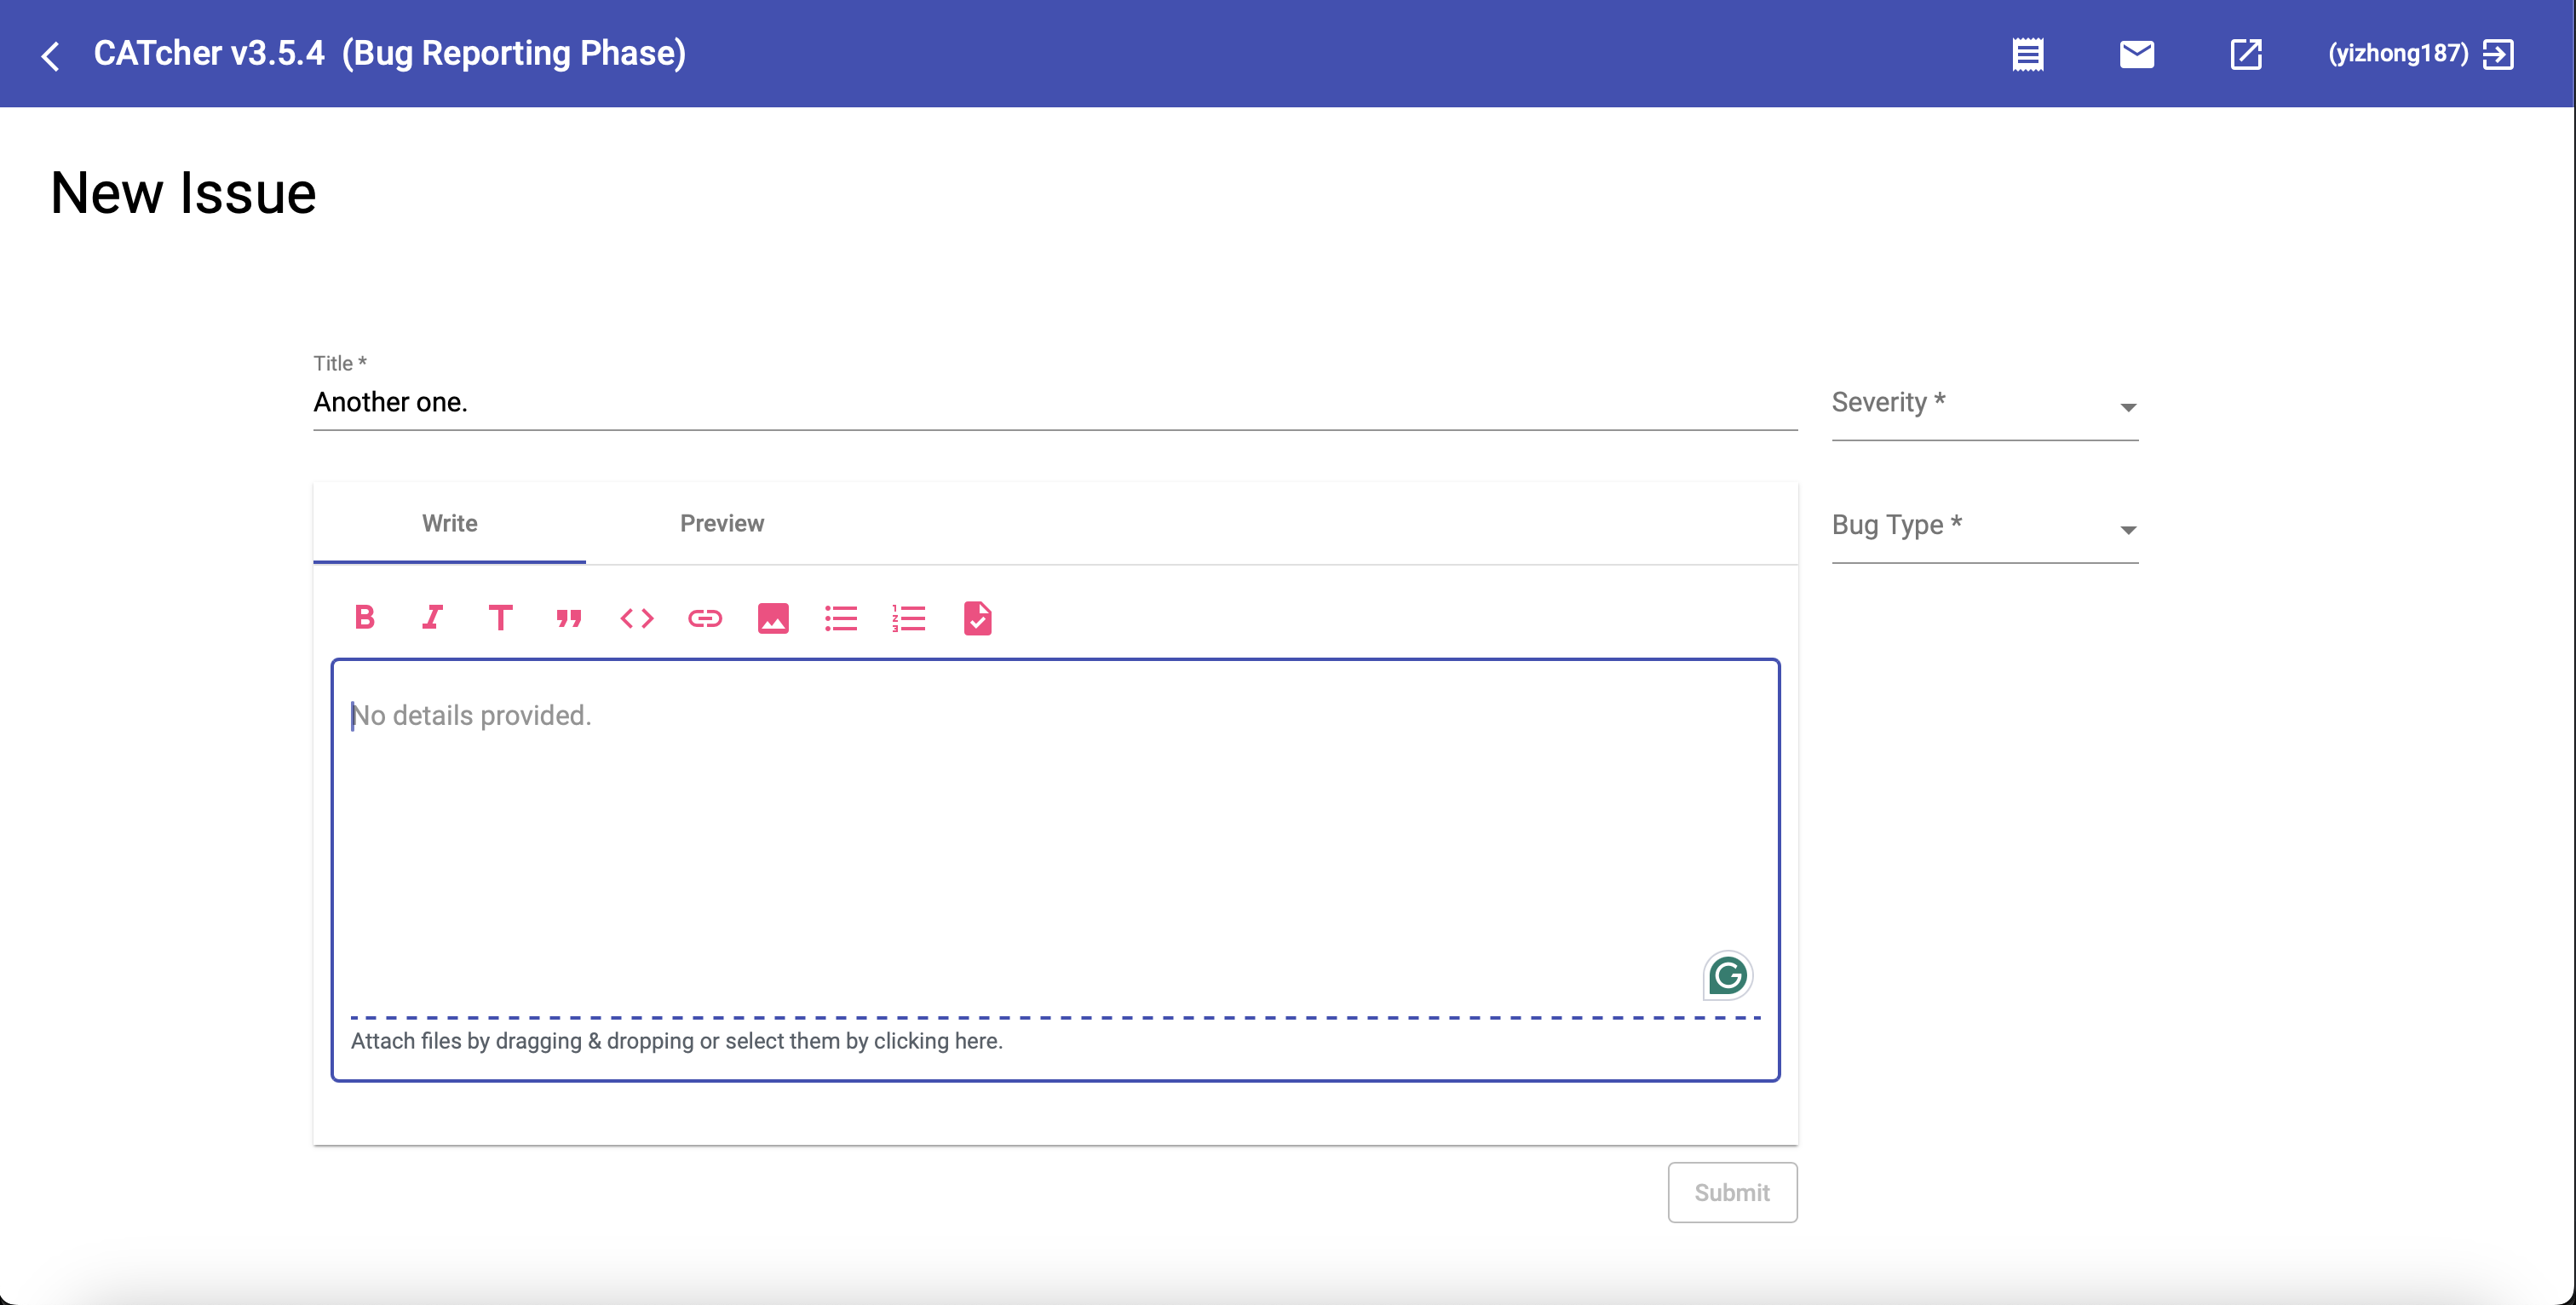 CATcher v3.5.4 (Bug Reporting Phase)
(yizhong187)
New Issue
Title *
Another one.
Severity *
Write
Preview
Bug Type *
No details provided.
Attach files by dragging & dropping or select them by clicking here.
Submit